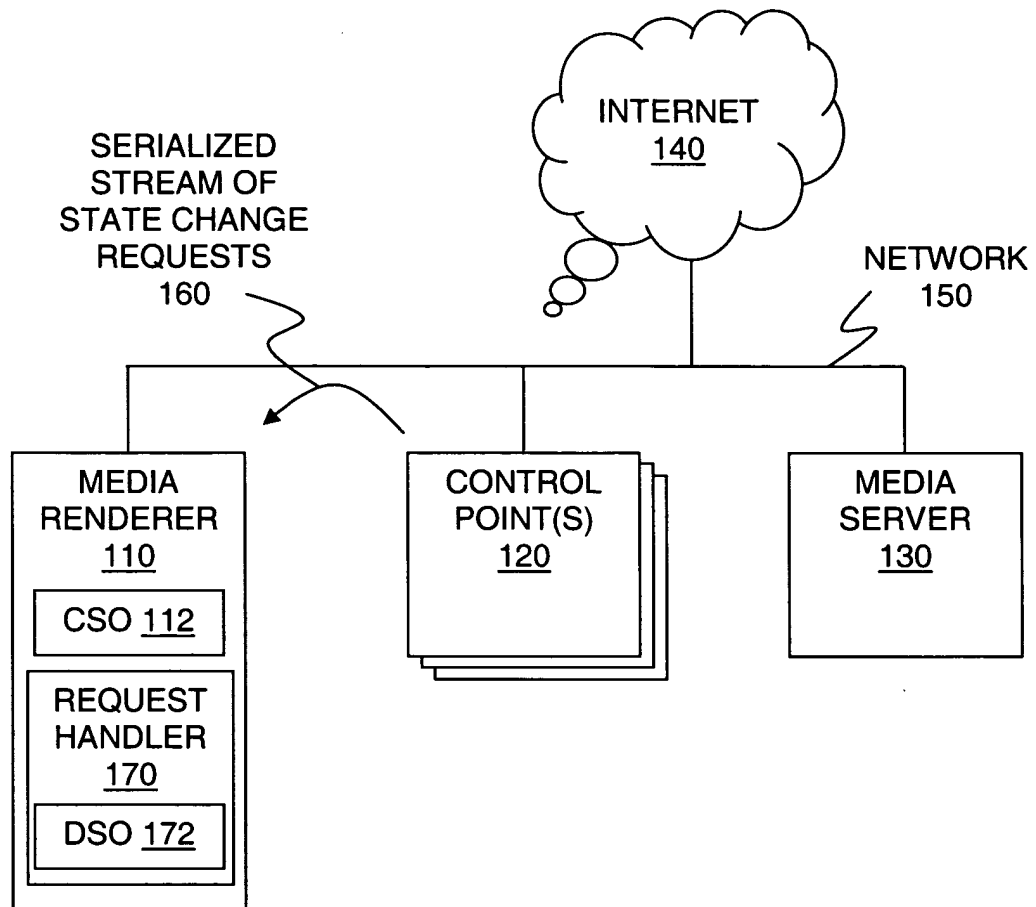 INTERNET
140
SERIALIZED
STREAM OF
STATE CHANGE
REQUESTS
160
NETWORK
150
MEDIA
RENDERER
110
CSO 112
REQUEST
HANDLER
170
DSO 172
CONTROL
POINT(S)
120
MEDIA
SERVER
130